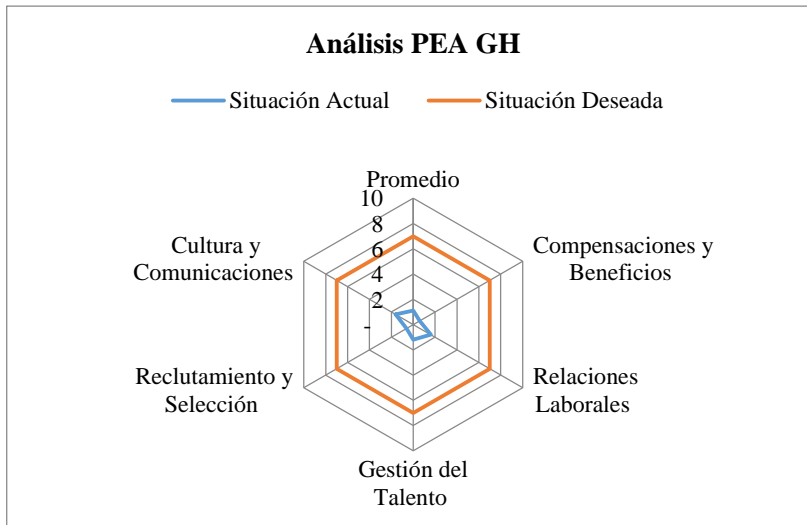 Análisis PEA GH
Situación Actual
Situación Deseada
Promedio
10
8
6
4
2
-
Compensaciones y
Beneficios
Relaciones
Laborales
Gestión del
Talento
Reclutamiento y
Selección
Cultura y
Comunicaciones